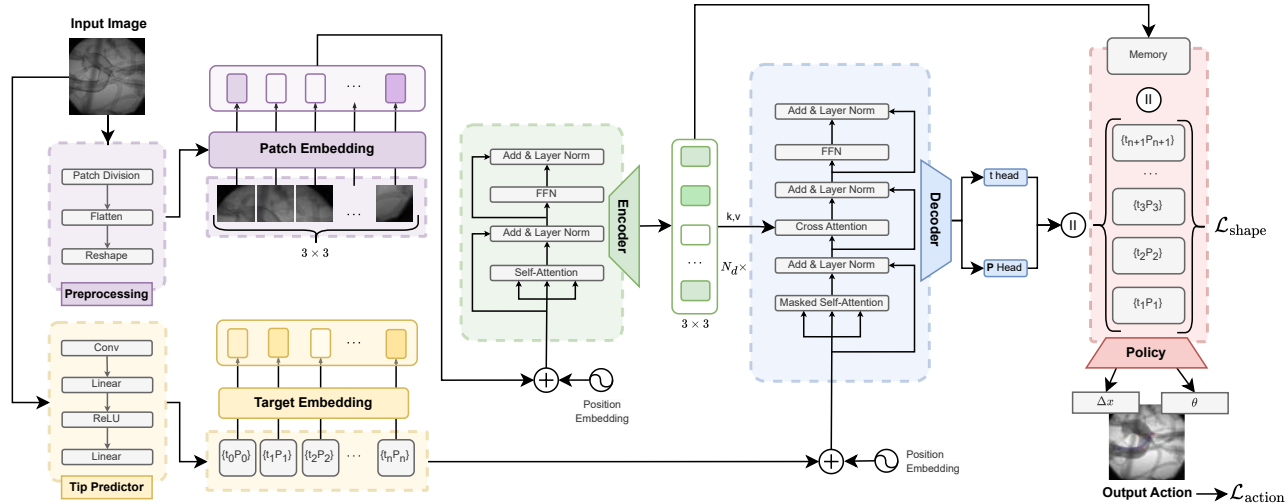 Input Image
Patch Division
Flatten
Reshape
Preprocessing
...
Patch Embedding
...
3 × 3
Conv
Linear
ReLU
Linear
Tip Predictor
...
Target Embedding
{t₀P₀}
{t₁P₁}
{t₂P₂}
...
{tₙPₙ}
Add & Layer Norm
FFN
Add & Layer Norm
Self-Attention
Encoder
Position
Embedding
...
3 × 3
k,v
N_d×
Add & Layer Norm
FFN
Add & Layer Norm
Cross Attention
Add & Layer Norm
Masked Self-Attention
Decoder
Position
Embedding
t head
P Head
Memory
{tₙ₊₁Pₙ₊₁}
...
{t₃P₃}
{t₂P₂}
{t₁P₁}
ℒ_shape
Policy
Δx
θ
Output Action
ℒ_action